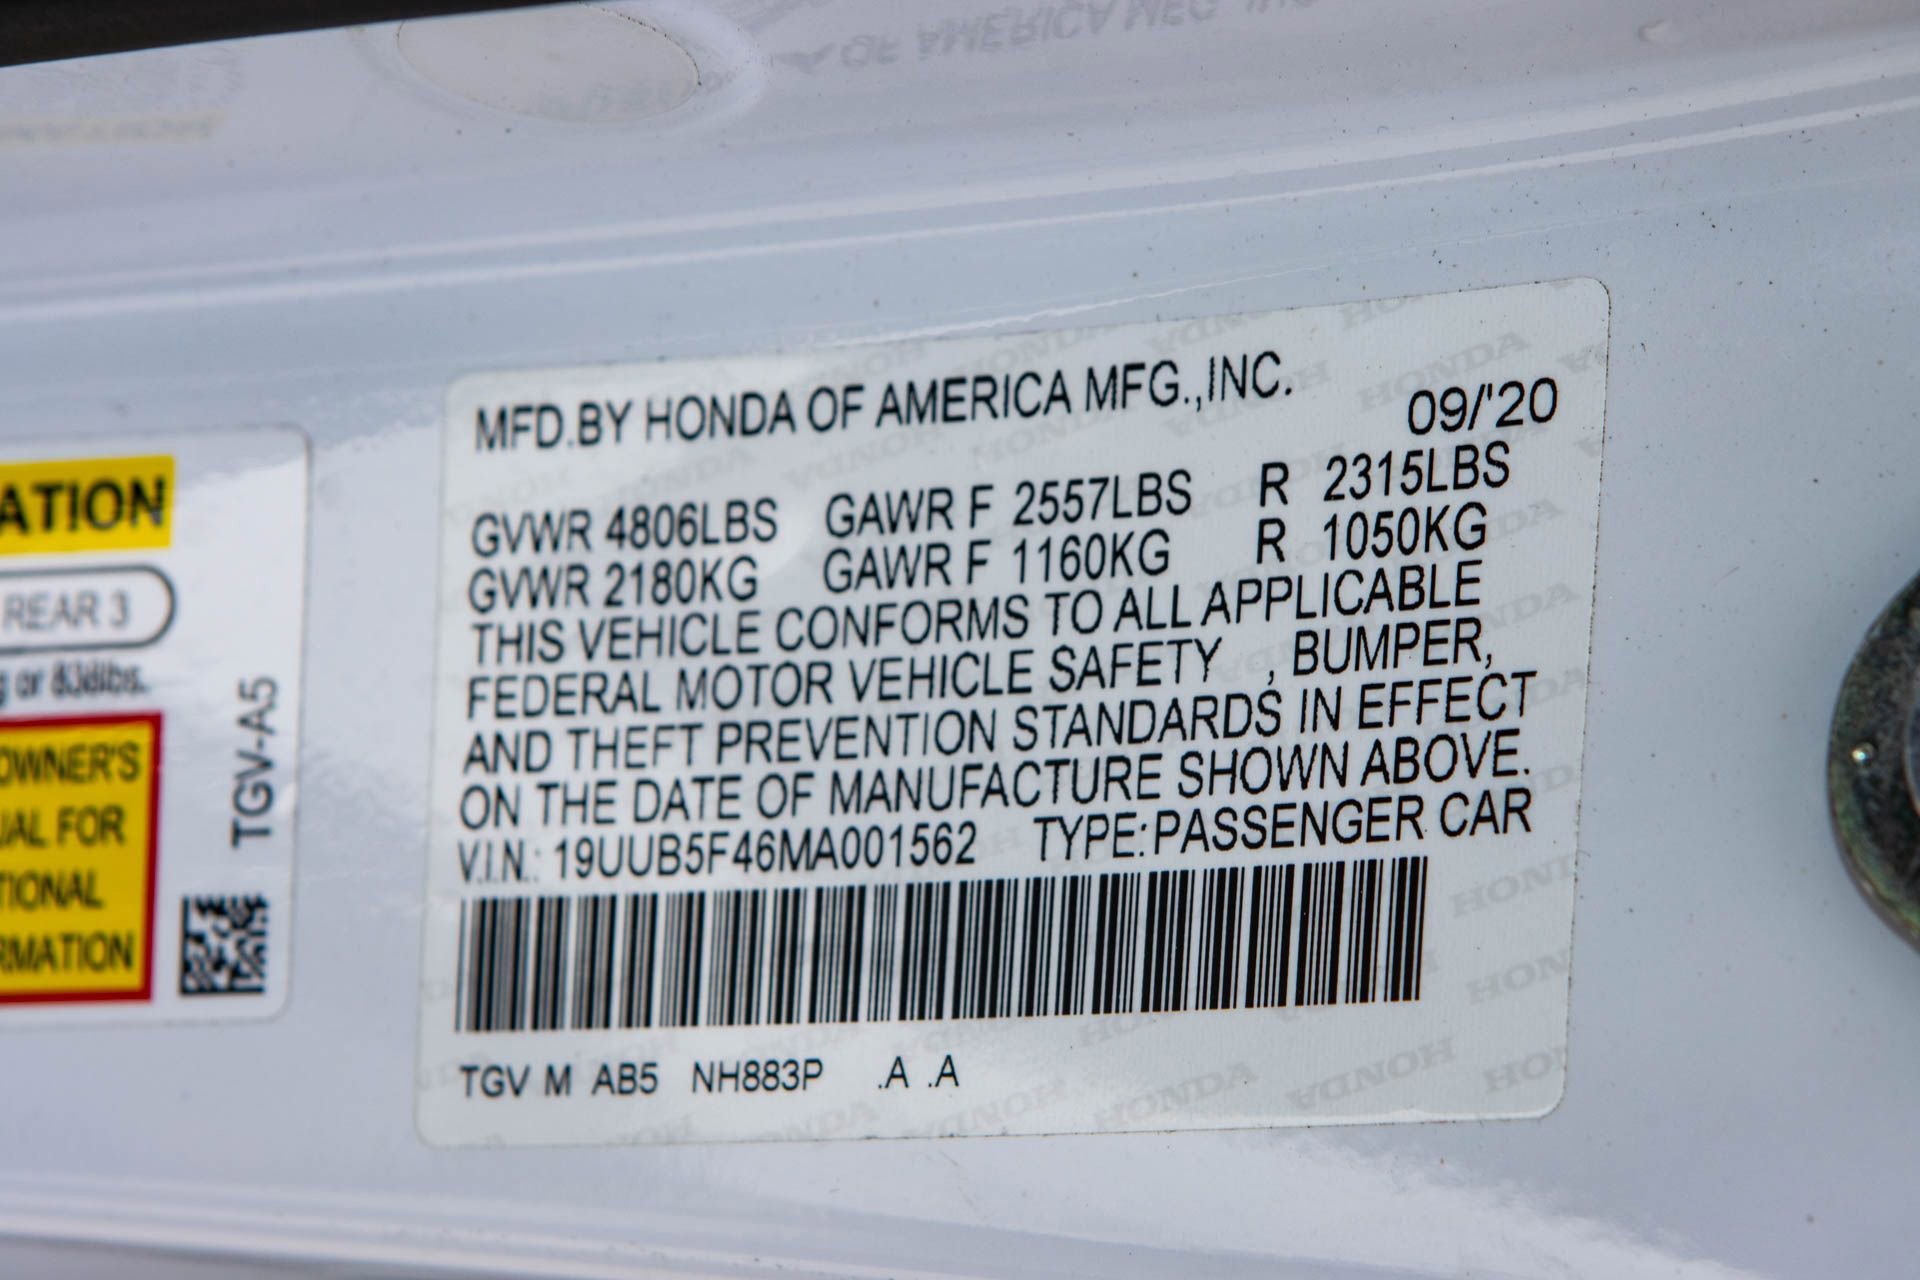 MFD.BY HONDA OF AMERICA MFG.,INC.
09/'20
GVWR 4806LBS GAWR F 2557LBS R 2315LBS
GVWR 2180KG GAWR F 1160KG R 1050KG
THIS VEHICLE CONFORMS TO ALL APPLICABLE
FEDERAL MOTOR VEHICLE SAFETY , BUMPER,
AND THEFT PREVENTION STANDARDS IN EFFECT
ON THE DATE OF MANUFACTURE SHOWN ABOVE.
V.I.N.: 19UUB5F46MA001562 TYPE:PASSENGER CAR
TGV M AB5 NH883P .A .A
ATION
REAR 3
g or 838lbs.
OWNER'S
UAL FOR
TIONAL
RMATION
TGV-A5